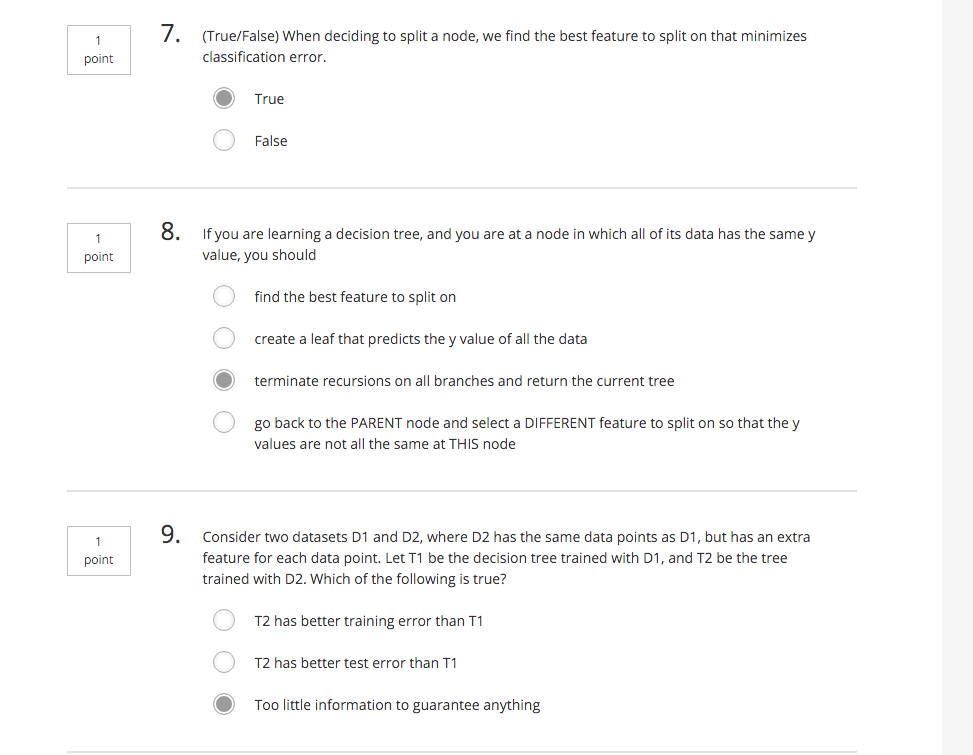 1
point
7. (True/False) When deciding to split a node, we find the best feature to split on that minimizes
classification error.
True
False
1
point
8. If you are learning a decision tree, and you are at a node in which all of its data has the same y
value, you should
find the best feature to split on
create a leaf that predicts the y value of all the data
terminate recursions on all branches and return the current tree
go back to the PARENT node and select a DIFFERENT feature to split on so that the y
values are not all the same at THIS node
1
point
9. Consider two datasets D1 and D2, where D2 has the same data points as D1, but has an extra
feature for each data point. Let T1 be the decision tree trained with D1, and T2 be the tree
trained with D2. Which of the following is true?
T2 has better training error than T1
T2 has better test error than T1
Too little information to guarantee anything